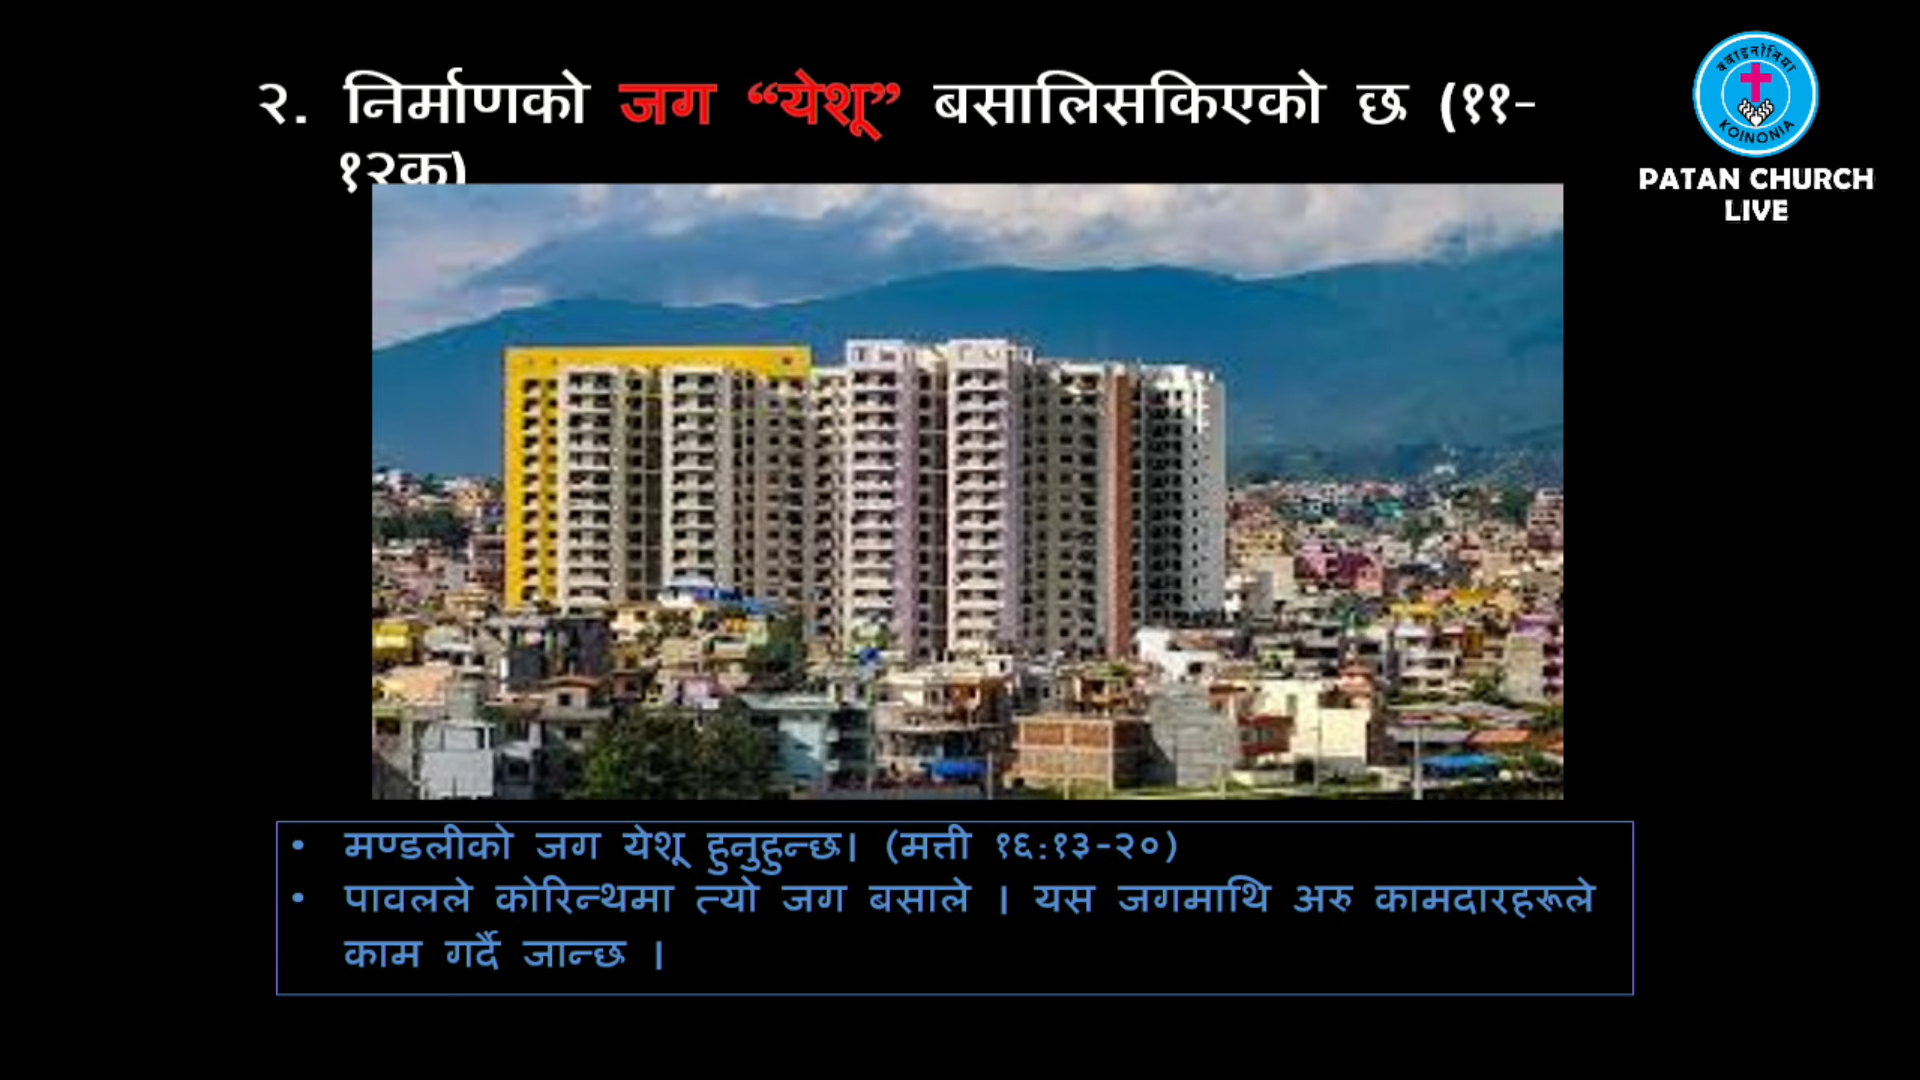 २. निर्माणको जग “येशू” बसालिसकिएको छ (११-
१२क)
क्वाइनोनिया
KOINONIA
PATAN CHURCH
LIVE
• मण्डलीको जग येशू हुनुहुन्छ। (मत्ती १६:१३-२०)
• पावलले कोरिन्थमा त्यो जग बसाले । यस जगमाथि अरु कामदारहरूले
काम गर्दै जान्छ ।